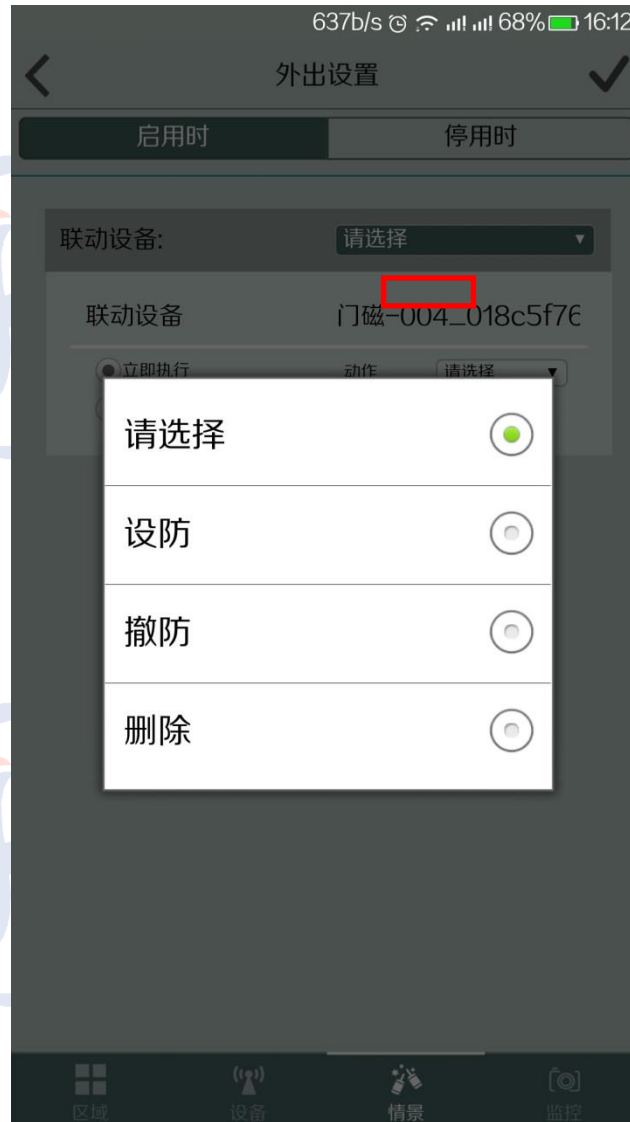 637b/s 68% 16:12
外出设置
启用时 停用时
联动设备: 请选择
联动设备 门磁-004_018c5f76
立即执行 动作 请选择
请选择
设防
撤防
删除
区域 设备 情景 监控